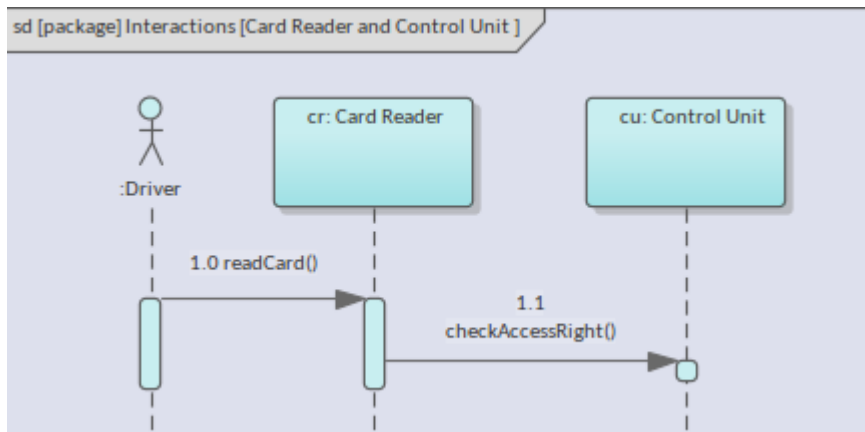 sd [package] Interactions [Card Reader and Control Unit ]
cr: Card Reader
cu: Control Unit
:Driver
1.0 readCard()
1.1
checkAccessRight()